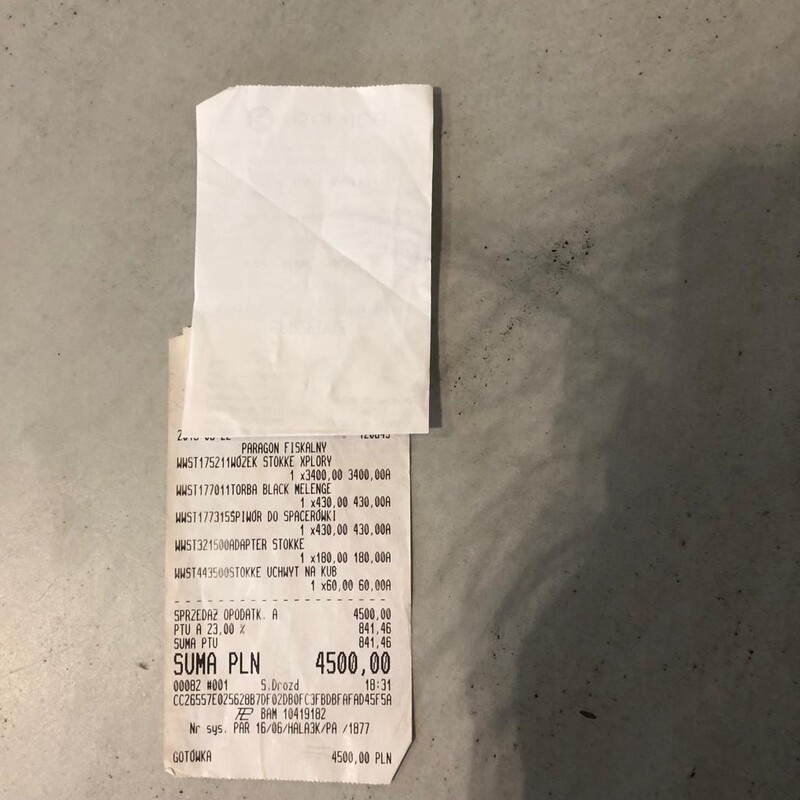 PARAGON FISKALNY
WWST175211WÓZEK STOKKE XPLORY
1 x3400,00 3400,00A
WWST177011TORBA BLACK MELENGE
1 x430,00 430,00A
WWST177315ŚPIWÓR DO SPACERÓWKI
1 x430,00 430,00A
WWST321500ADAPTER STOKKE
1 x180,00 180,00A
WWST443500STOKKE UCHWYT NA KUB
1 x60,00 60,00A
SPRZEDAŻ OPODATK. A 4500,00
PTU A 23,00 % 841,46
SUMA PTU 841,46
SUMA PLN 4500,00
00082 #001 S.Drozd 18:31
CC26557E025628B7DF02DB0FC3FBDBFAFAD45F5A
BAM 10419182
Nr sys. PAR 16/06/HALA3K/PA /1877
GOTÓWKA 4500,00 PLN